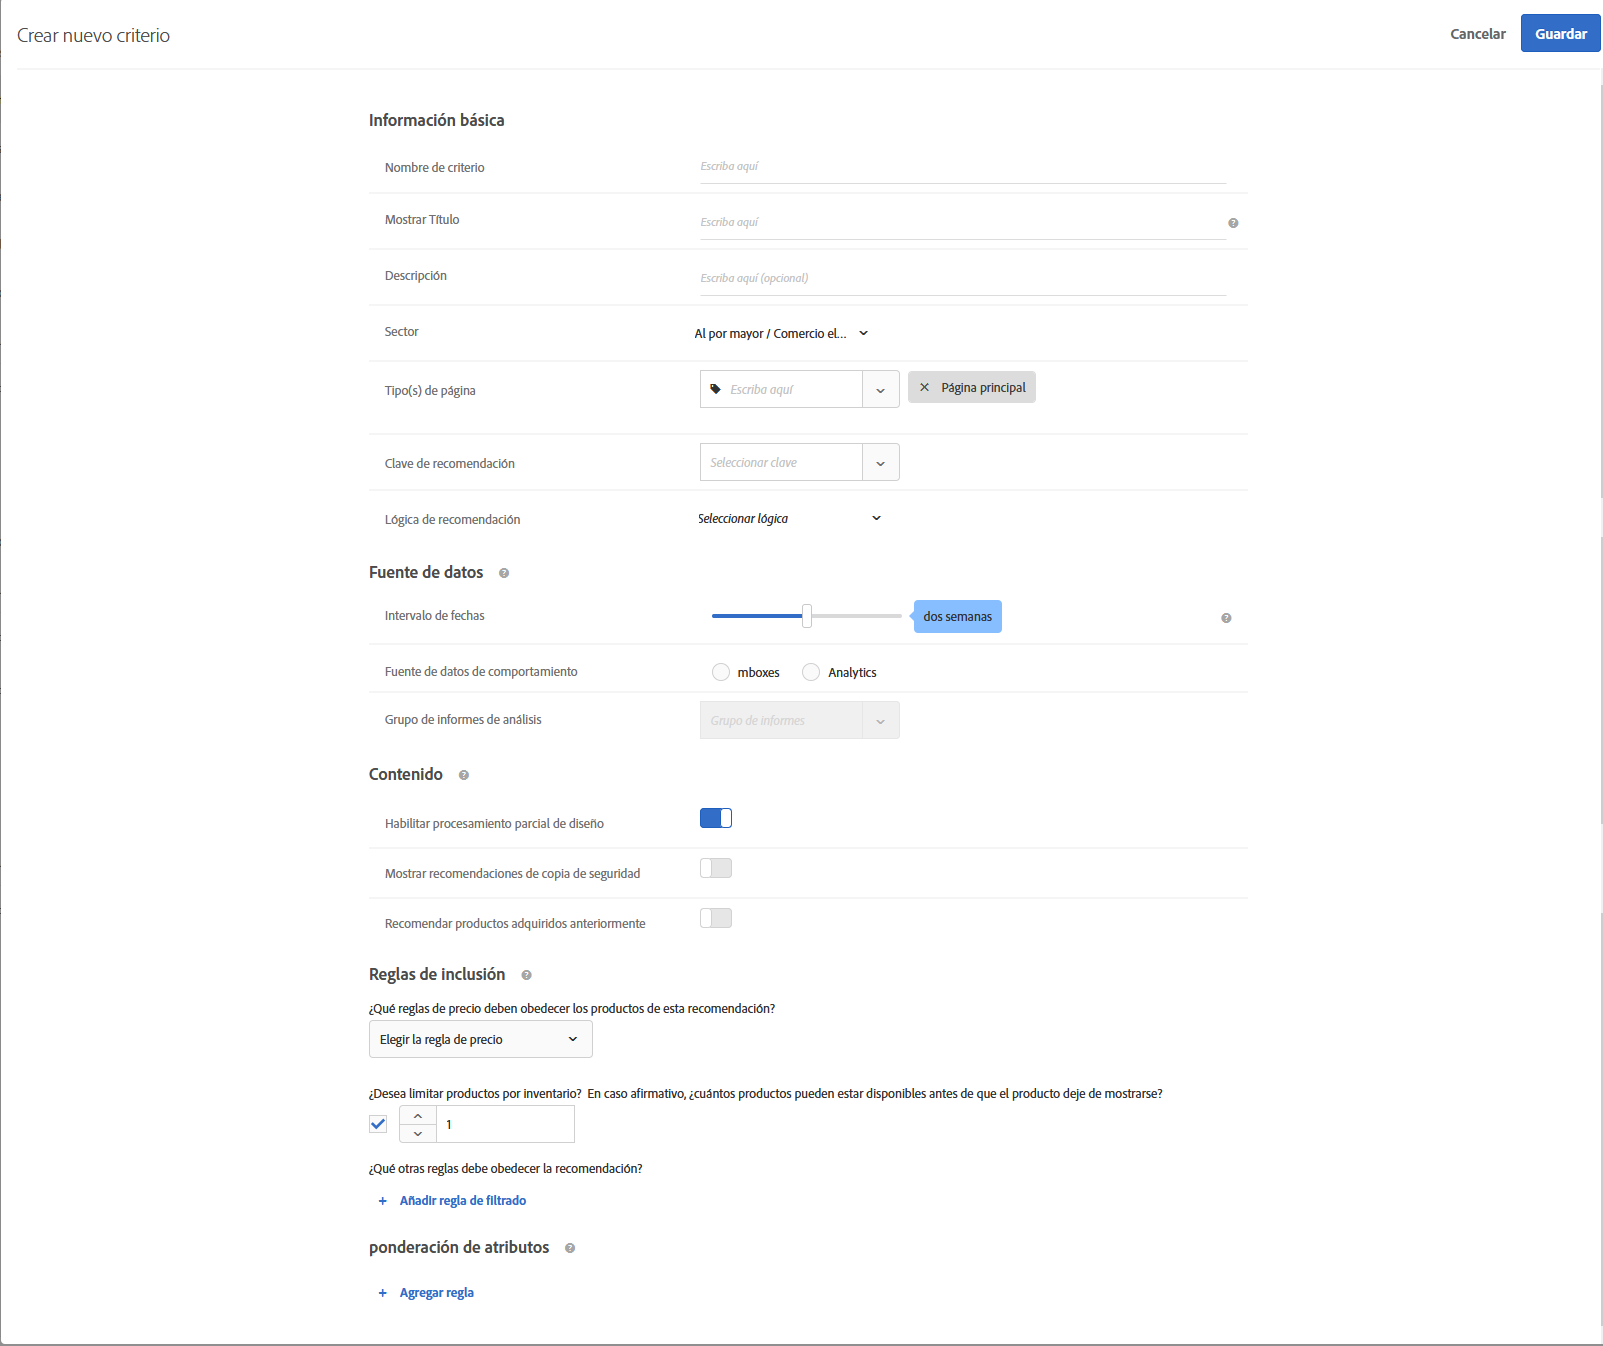 Crear nuevo criterio
Cancelar
Guardar
Información básica
Nombre de criterio
Escriba aquí
Mostrar Título
Escriba aquí
Descripción
Escriba aquí (opcional)
Sector
Al por mayor / Comercio el...
Tipo(s) de página
Escriba aquí
Página principal
Clave de recomendación
Seleccionar clave
Lógica de recomendación
Seleccionar lógica
Fuente de datos
Intervalo de fechas
dos semanas
Fuente de datos de comportamiento
mboxes
Analytics
Grupo de informes de análisis
Grupo de informes
Contenido
Habilitar procesamiento parcial de diseño
Mostrar recomendaciones de copia de seguridad
Recomendar productos adquiridos anteriormente
Reglas de inclusión
¿Qué reglas de precio deben obedecer los productos de esta recomendación?
Elegir la regla de precio
¿Desea limitar productos por inventario? En caso afirmativo, ¿cuántos productos pueden estar disponibles antes de que el producto deje de mostrarse?
1
¿Qué otras reglas debe obedecer la recomendación?
+ Añadir regla de filtrado
ponderación de atributos
+ Agregar regla